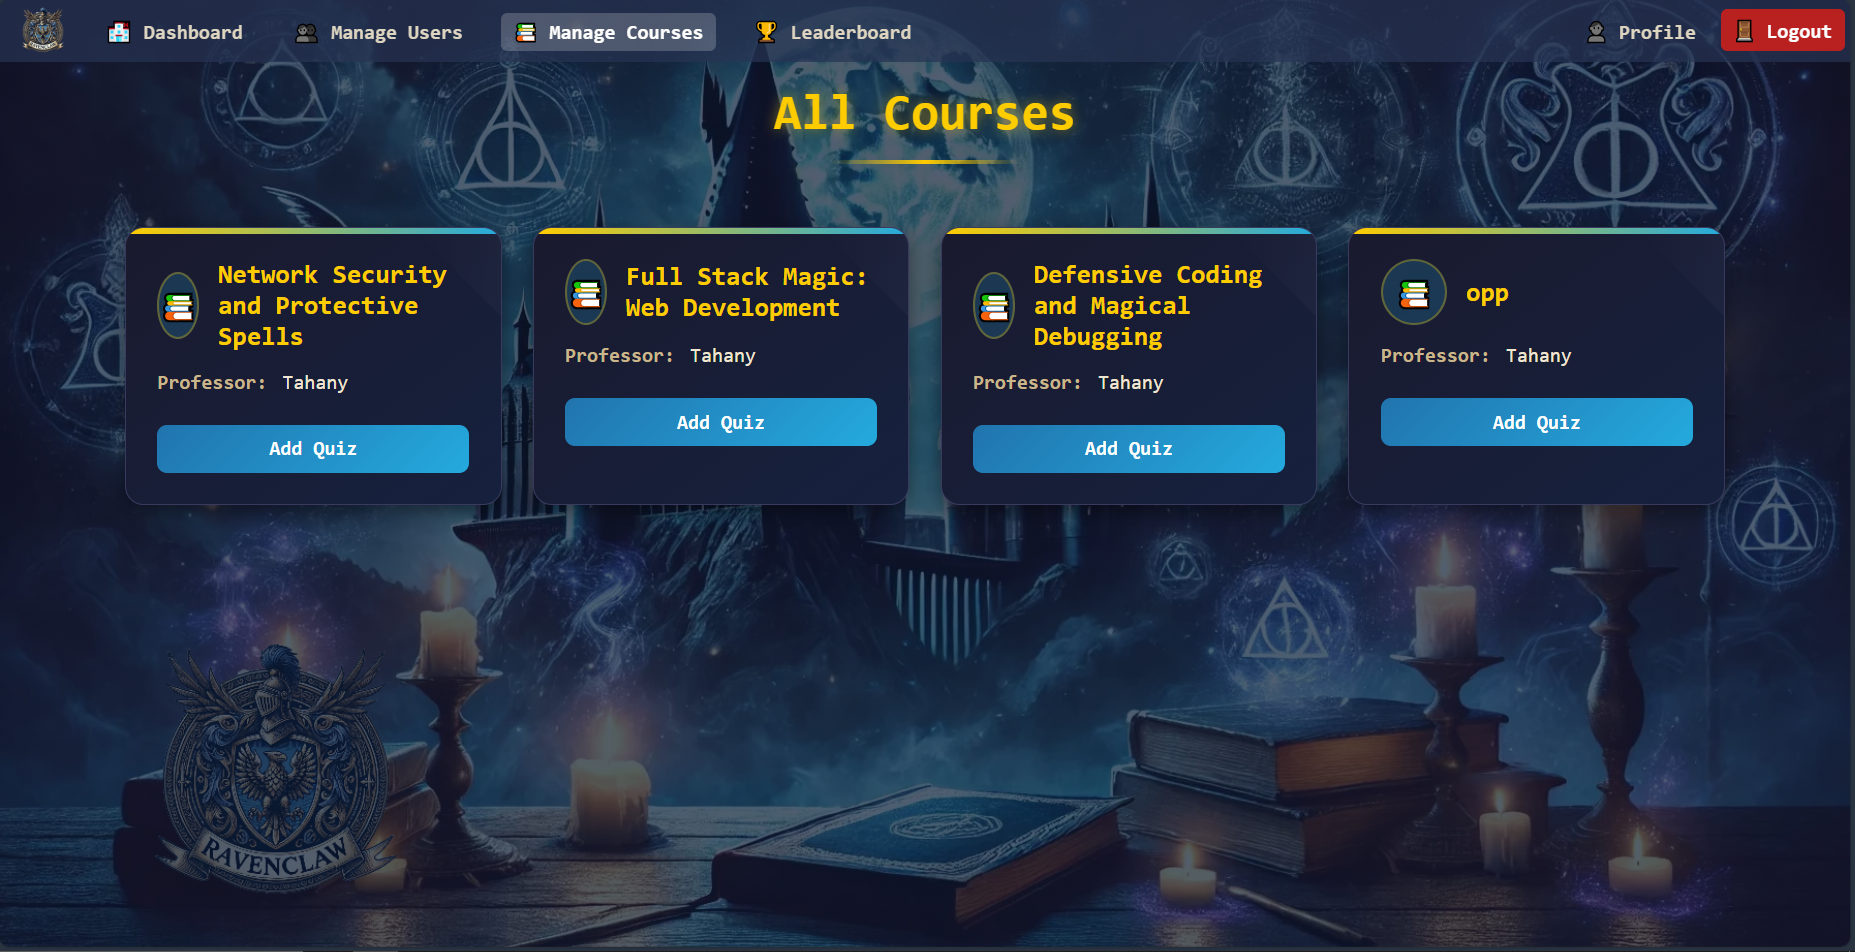 Dashboard
Manage Users
Manage Courses
Leaderboard
Profile
Logout
All Courses
Network Security
and Protective
Spells
Professor: Tahany
Add Quiz
Full Stack Magic:
Web Development
Professor: Tahany
Add Quiz
Defensive Coding
and Magical
Debugging
Professor: Tahany
Add Quiz
opp
Professor: Tahany
Add Quiz
RAVENCLAW